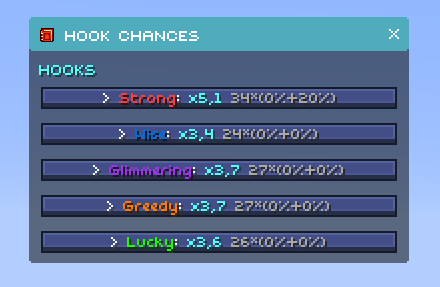 HOOK CHANCES
HOOKS
> Strong: x5,1 34*(0%+20%)
> Wise: x3,4 24*(0%+0%)
> Glimmering: x3,7 27*(0%+0%)
> Greedy: x3,7 27*(0%+0%)
> Lucky: x3,6 26*(0%+0%)